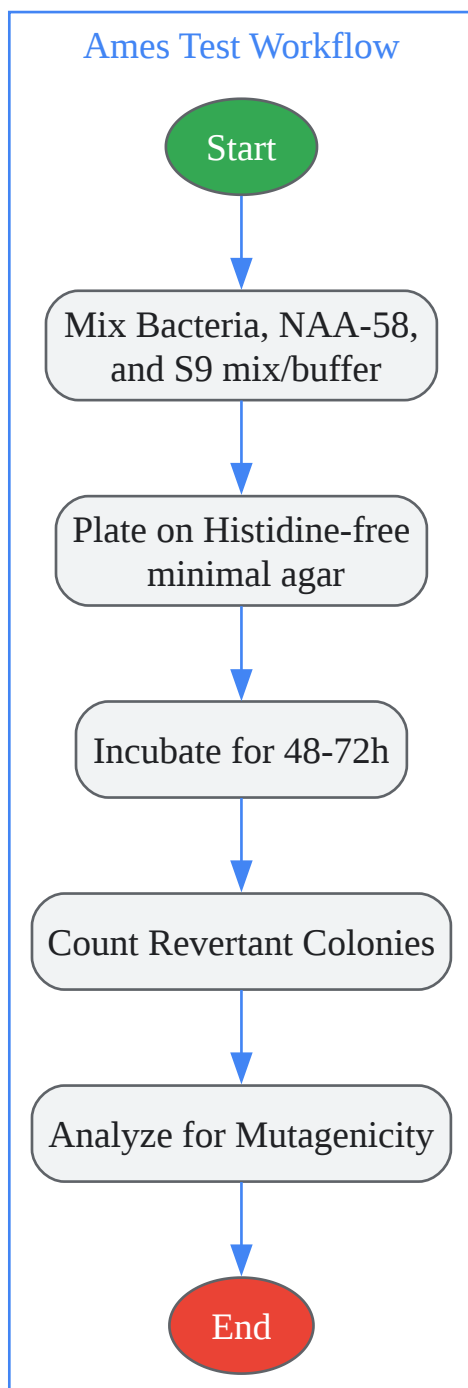 Ames Test Workflow
Start
Mix Bacteria, NAA-58,
and S9 mix/buffer
Plate on Histidine-free
minimal agar
Incubate for 48-72h
Count Revertant Colonies
Analyze for Mutagenicity
End